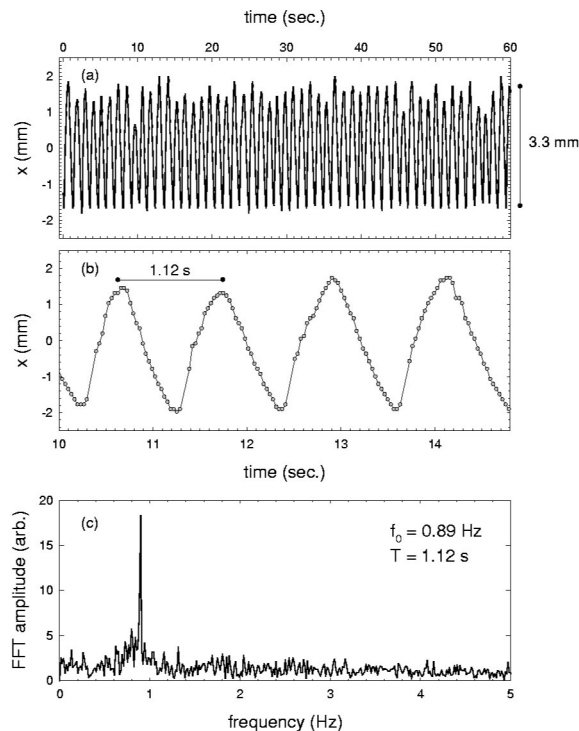 time (sec.)
0 10 20 30 40 50 60
(a)
x (mm)
2
1
0
-1
-2
3.3 mm
(b)
1.12 s
x (mm)
2
1
0
-1
-2
10 11 12 13 14
time (sec.)
(c)
f₀ = 0.89 Hz
T = 1.12 s
FFT amplitude (arb.)
20
15
10
5
0
0 1 2 3 4 5
frequency (Hz)